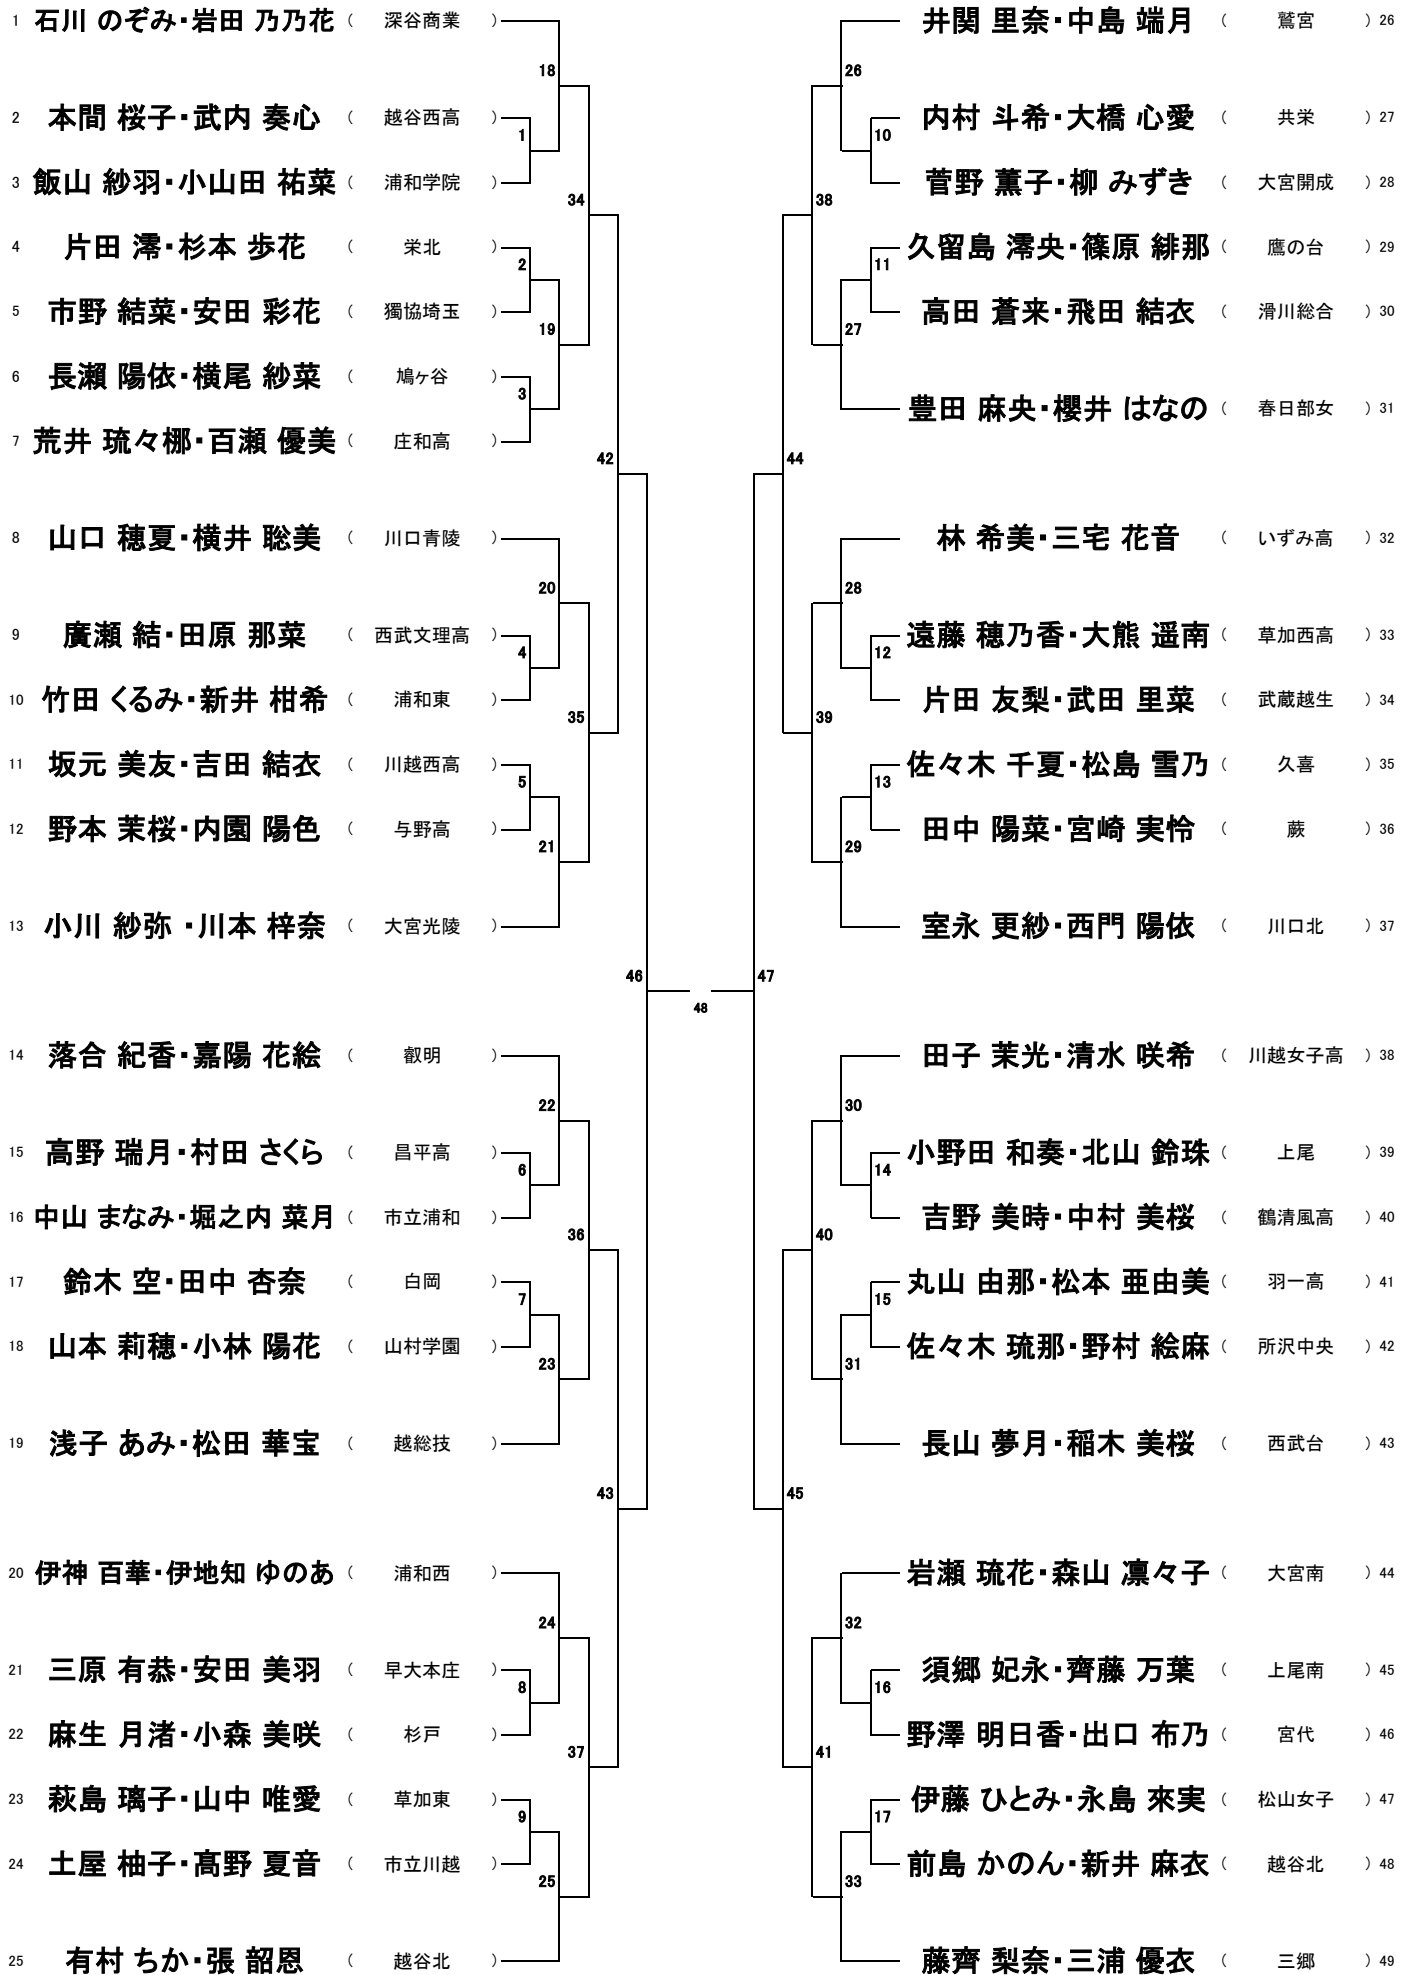 1 石川 のぞみ・岩田 乃乃花 （ 深谷商業 ）
18
2 本間 桜子・武内 奏心 （ 越谷西高 ）
1
3 飯山 紗羽・小山田 祐菜 （ 浦和学院 ）
34
4 片田 澪・杉本 歩花 （ 栄北 ）
2
5 市野 結菜・安田 彩花 （ 獨協埼玉 ）
19
6 長瀬 陽依・横尾 紗菜 （ 鳩ヶ谷 ）
3
7 荒井 琉々梛・百瀬 優美 （ 庄和高 ）
42
8 山口 穂夏・横井 聡美 （ 川口青陵 ）
20
9 廣瀬 結・田原 那菜 （ 西武文理高 ）
4
10 竹田 くるみ・新井 柑希 （ 浦和東 ）
35
11 坂元 美友・吉田 結衣 （ 川越西高 ）
5
12 野本 茉桜・内園 陽色 （ 与野高 ）
21
13 小川 紗弥 ・川本 梓奈 （ 大宮光陵 ）
46
14 落合 紀香・嘉陽 花絵 （ 叡明 ）
22
15 高野 瑞月・村田 さくら （ 昌平高 ）
6
16 中山 まなみ・堀之内 菜月 （ 市立浦和 ）
36
17 鈴木 空・田中 杏奈 （ 白岡 ）
7
18 山本 莉穂・小林 陽花 （ 山村学園 ）
23
19 浅子 あみ・松田 華宝 （ 越総技 ）
43
20 伊神 百華・伊地知 ゆのあ （ 浦和西 ）
24
21 三原 有恭・安田 美羽 （ 早大本庄 ）
8
22 麻生 月渚・小森 美咲 （ 杉戸 ）
37
23 萩島 璃子・山中 唯愛 （ 草加東 ）
9
24 土屋 柚子・髙野 夏音 （ 市立川越 ）
25
25 有村 ちか・張 韶恩 （ 越谷北 ）
48
井関 里奈・中島 端月 （ 鷲宮 ） 26
26
内村 斗希・大橋 心愛 （ 共栄 ） 27
10
菅野 薫子・柳 みずき （ 大宮開成 ） 28
38
久留島 澪央・篠原 緋那 （ 鷹の台 ） 29
11
高田 蒼来・飛田 結衣 （ 滑川総合 ） 30
27
豊田 麻央・櫻井 はなの （ 春日部女 ） 31
44
林 希美・三宅 花音 （ いずみ高 ） 32
28
遠藤 穂乃香・大熊 遥南 （ 草加西高 ） 33
12
片田 友梨・武田 里菜 （ 武蔵越生 ） 34
39
佐々木 千夏・松島 雪乃 （ 久喜 ） 35
13
田中 陽菜・宮崎 実怜 （ 蕨 ） 36
29
室永 更紗・西門 陽依 （ 川口北 ） 37
47
田子 茉光・清水 咲希 （ 川越女子高 ） 38
30
小野田 和奏・北山 鈴珠 （ 上尾 ） 39
14
吉野 美時・中村 美桜 （ 鶴清風高 ） 40
40
丸山 由那・松本 亜由美 （ 羽一高 ） 41
15
佐々木 琉那・野村 絵麻 （ 所沢中央 ） 42
31
長山 夢月・稲木 美桜 （ 西武台 ） 43
45
岩瀬 琉花・森山 凛々子 （ 大宮南 ） 44
32
須郷 妃永・齊藤 万葉 （ 上尾南 ） 45
16
野澤 明日香・出口 布乃 （ 宮代 ） 46
41
伊藤 ひとみ・永島 來実 （ 松山女子 ） 47
17
前島 かのん・新井 麻衣 （ 越谷北 ） 48
33
藤齊 梨奈・三浦 優衣 （ 三郷 ） 49